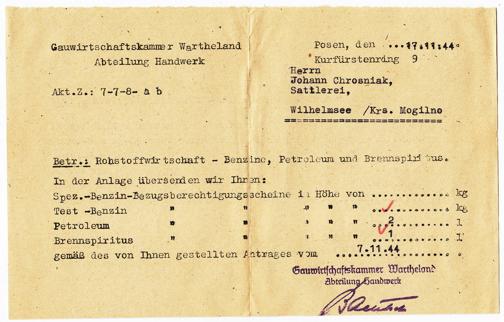 Gauwirtschaftskammer Wartheland
Abteilung Handwerk
Posen, den ...17.11.44.
Kurfürstenring 9
Akt.Z.: 7-7-8- a b
Herrn
Johann Chrosniak,
Sattlerei,
Wilhelmsee /Krs. Mogilno
Betr.: Rohstoffwirtschaft - Benzine, Petroleum und Brennspiritus.
In der Anlage übersenden wir Ihnen:
Spez.-Benzin-Bezugsberechtigungsscheine in Höhe von ............ kg
Test -Benzin " " " " ............ kg
Petroleum " " " " ...2........ l
Brennspiritus " " " " ...1........ l
gemäß des von Ihnen gestellten Antrages vom 7.11.44
Gauwirtschaftskammer Wartheland
Abteilung Handwerk